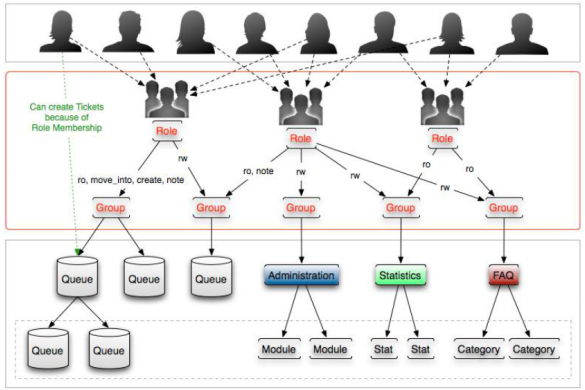 Can create Tickets
because of
Role Membership
Role
Role
Role
ro, move_into, create, note
rw
ro, note
rw
rw
rw
ro
ro
Group
Group
Group
Group
Group
Queue
Queue
Queue
Administration
Statistics
FAQ
Queue
Queue
Module
Module
Stat
Stat
Category
Category